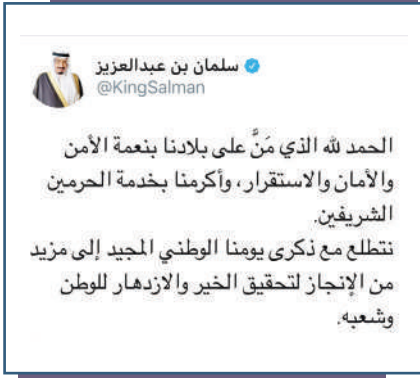 سلمان بن عبدالعزيز
@KingSalman
الحمد لله الذي مَنَّ على بلادنا بنعمة الأمن
والأمان والاستقرار، وأكرمنا بخدمة الحرمين
الشريفين.
نتطلع مع ذكرى يومنا الوطني المجيد إلى مزيد
من الإنجاز لتحقيق الخير والازدهار للوطن
وشعبه.